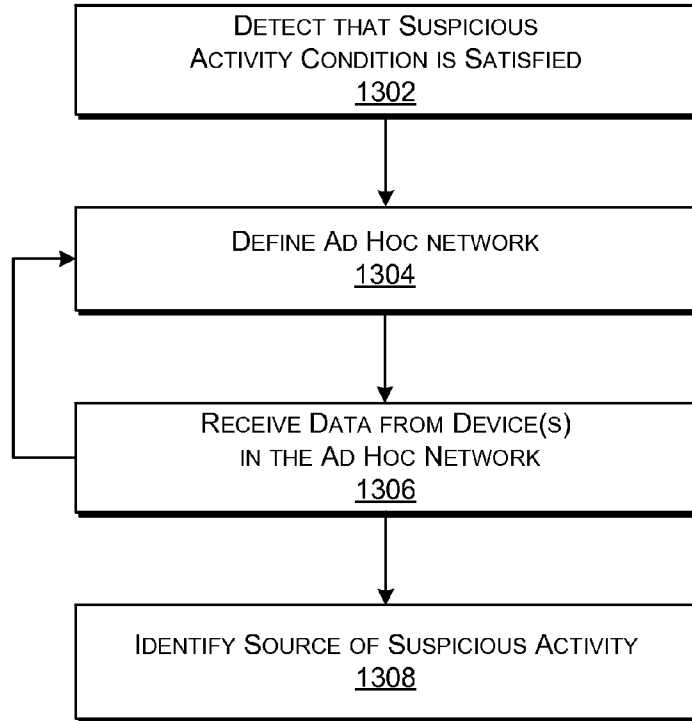 DETECT THAT SUSPICIOUS
ACTIVITY CONDITION IS SATISFIED
1302
DEFINE AD HOC NETWORK
1304
RECEIVE DATA FROM DEVICE(S)
IN THE AD HOC NETWORK
1306
IDENTIFY SOURCE OF SUSPICIOUS ACTIVITY
1308